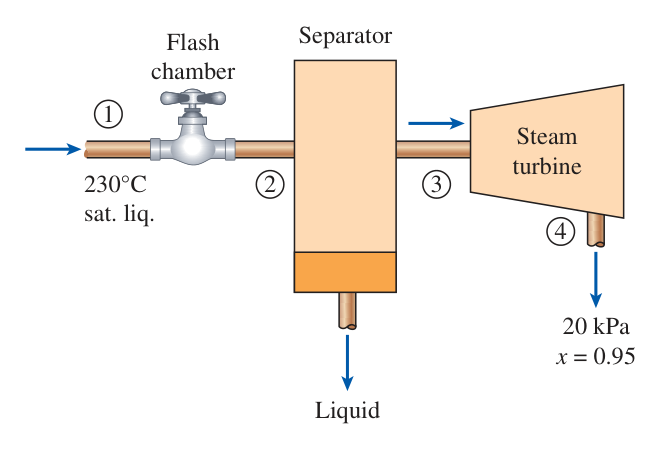 Flash
chamber
Separator
①
230°C
sat. liq.
②
③
Steam
turbine
④
20 kPa
x = 0.95
Liquid